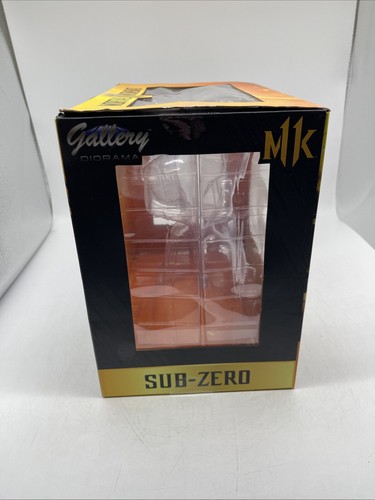 Gallery
DIORAMA
MK
SUB-ZERO